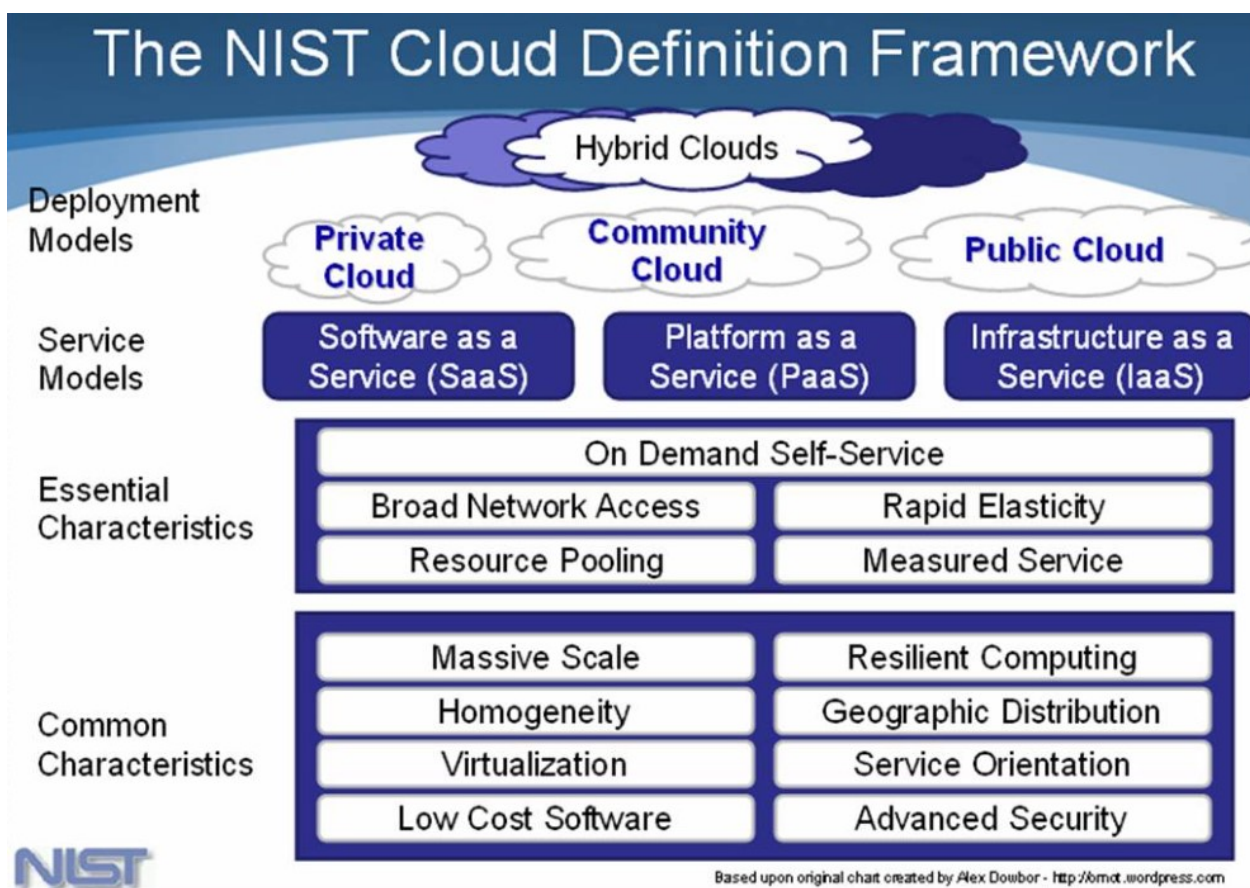 The NIST Cloud Definition Framework
Hybrid Clouds
Deployment
Models
Private
Cloud
Community
Cloud
Public Cloud
Service
Models
Software as a
Service (SaaS)
Platform as a
Service (PaaS)
Infrastructure as a
Service (IaaS)
Essential
Characteristics
On Demand Self-Service
Broad Network Access
Rapid Elasticity
Resource Pooling
Measured Service
Common
Characteristics
Massive Scale
Resilient Computing
Homogeneity
Geographic Distribution
Virtualization
Service Orientation
Low Cost Software
Advanced Security
NIST
Based upon original chart created by Alex Dowbor - http://ornot.wordpress.com